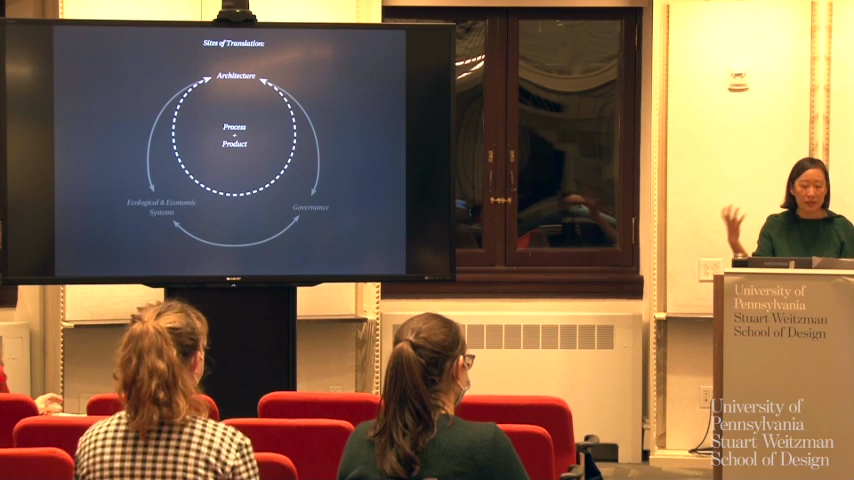 Sites of Translation:
Architecture
Process
+
Product
Ecological & Economic
Systems
Governance
University of
Pennsylvania
Stuart Weitzman
School of Design
University of
Pennsylvania
Stuart Weitzman
School of Design